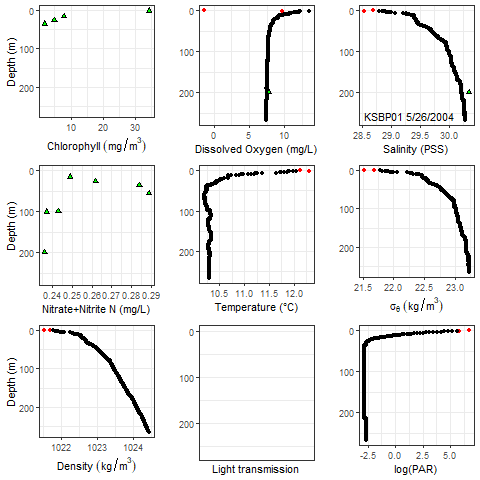 Depth (m)
0
100
200
10 20 30
Chlorophyll (mg/m³)
0
100
200
0 5 10
Dissolved Oxygen (mg/L)
0
100
200
KSBP01 5/26/2004
28.5 29.0 29.5 30.0
Salinity (PSS)
Depth (m)
0
100
200
0.24 0.25 0.26 0.27 0.28 0.29
Nitrate+Nitrite N (mg/L)
0
100
200
10.5 11.0 11.5 12.0
Temperature (°C)
0
100
200
21.5 22.0 22.5 23.0
σθ (kg/m³)
Depth (m)
0
100
200
1022 1023 1024
Density (kg/m³)
0
100
200
Light transmission
0
100
200
-2.5 0.0 2.5 5.0
log(PAR)